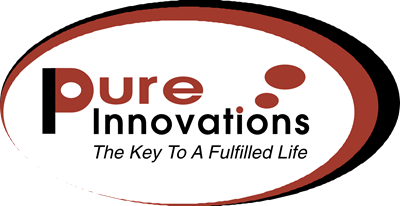 pure
Innovations
The Key To A Fulfilled Life